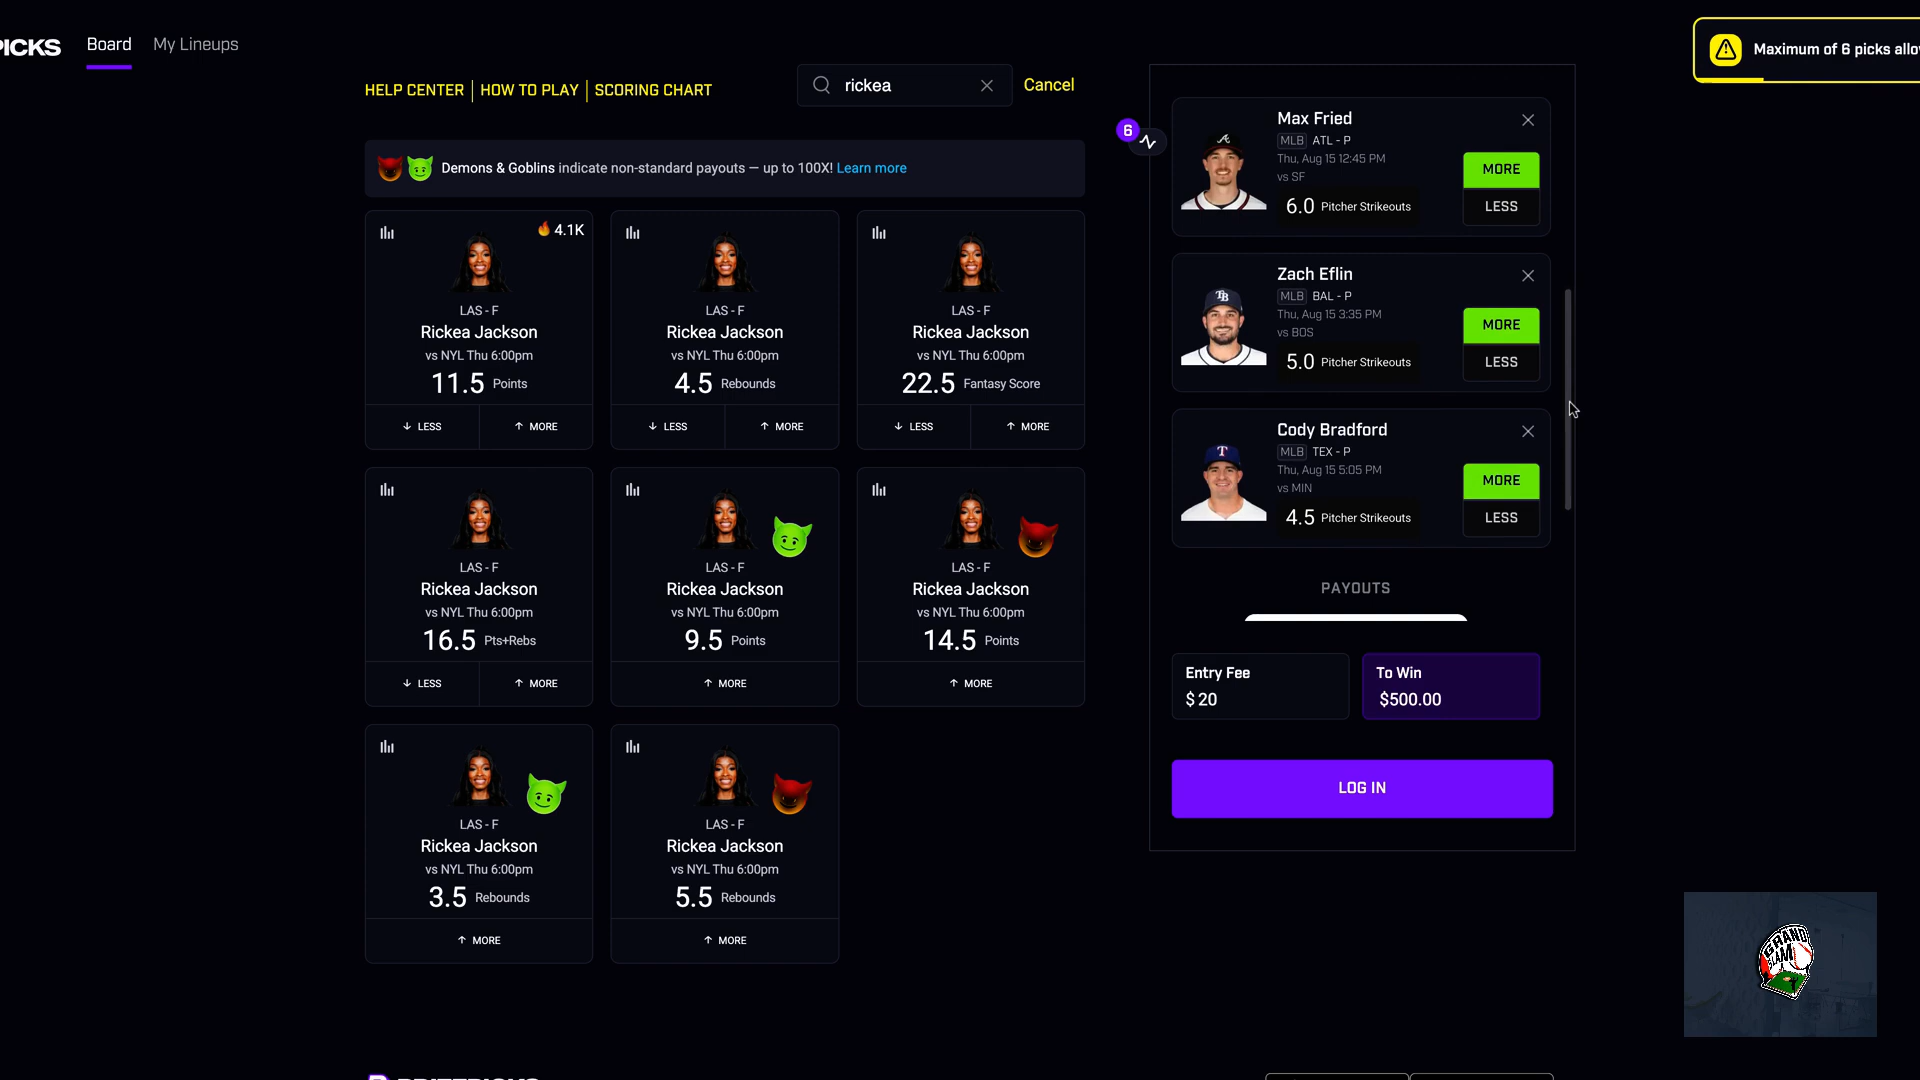 PICKS
Board
My Lineups
Maximum of 6 picks allo
HELP CENTER
HOW TO PLAY
SCORING CHART
rickea
Cancel
Demons & Goblins indicate non-standard payouts — up to 100X! Learn more
4.1K
LAS - F
Rickea Jackson
vs NYL Thu 6:00pm
11.5 Points
LESS
MORE
LAS - F
Rickea Jackson
vs NYL Thu 6:00pm
4.5 Rebounds
LESS
MORE
LAS - F
Rickea Jackson
vs NYL Thu 6:00pm
22.5 Fantasy Score
LESS
MORE
LAS - F
Rickea Jackson
vs NYL Thu 6:00pm
16.5 Pts+Rebs
LESS
MORE
LAS - F
Rickea Jackson
vs NYL Thu 6:00pm
9.5 Points
MORE
LAS - F
Rickea Jackson
vs NYL Thu 6:00pm
14.5 Points
MORE
LAS - F
Rickea Jackson
vs NYL Thu 6:00pm
3.5 Rebounds
MORE
LAS - F
Rickea Jackson
vs NYL Thu 6:00pm
5.5 Rebounds
MORE
6
Max Fried
MLB ATL - P
Thu, Aug 15 12:45 PM
vs SF
6.0 Pitcher Strikeouts
MORE
LESS
Zach Eflin
MLB BAL - P
Thu, Aug 15 3:35 PM
vs BOS
5.0 Pitcher Strikeouts
MORE
LESS
Cody Bradford
MLB TEX - P
Thu, Aug 15 5:05 PM
vs MIN
4.5 Pitcher Strikeouts
MORE
LESS
PAYOUTS
Entry Fee
$ 20
To Win
$500.00
LOG IN
GRAND
SLAM